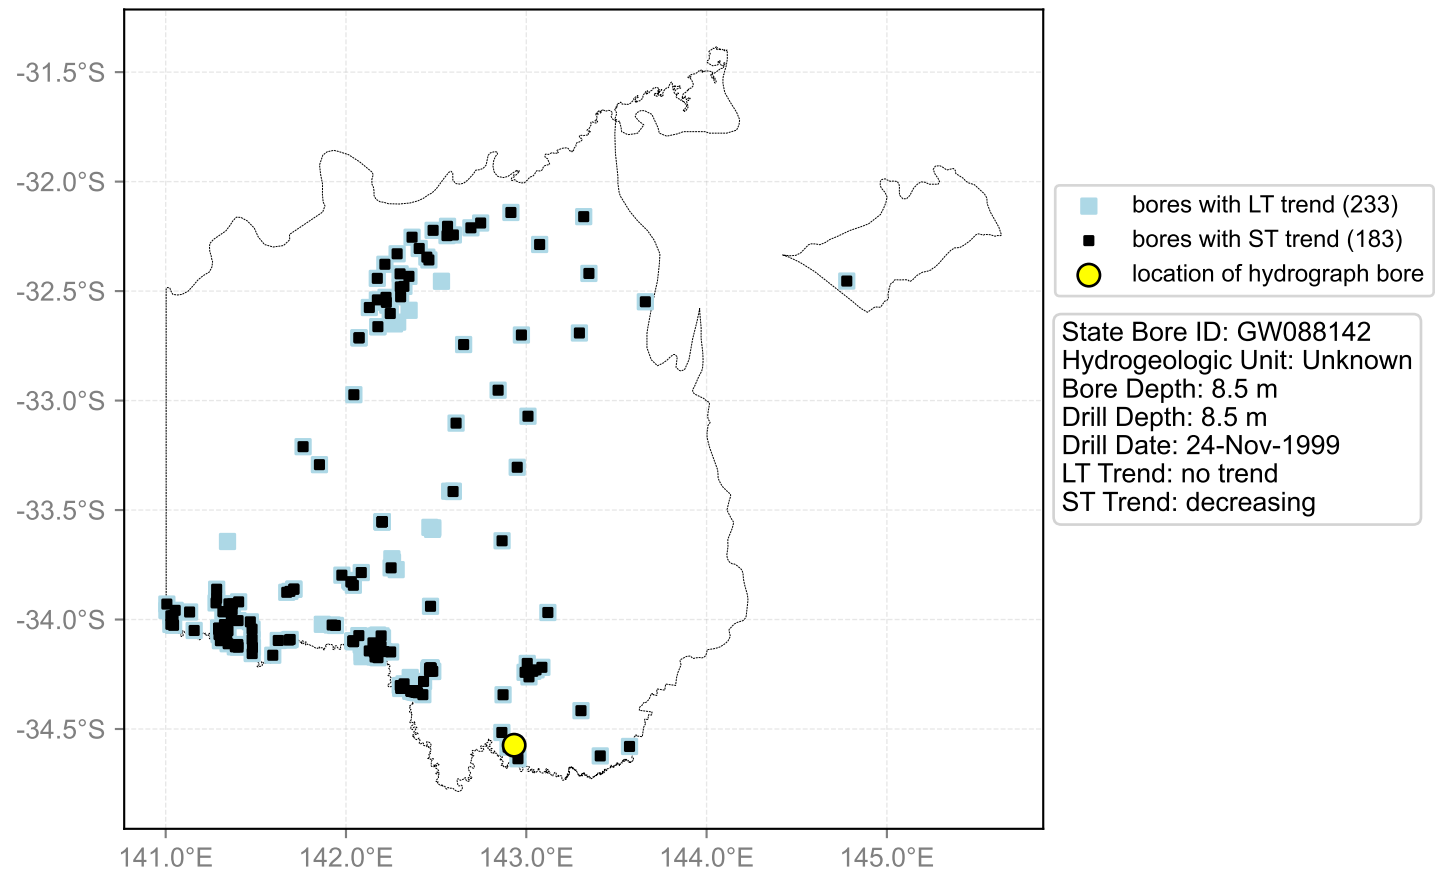 -31.5°S
-32.0°S
-32.5°S
-33.0°S
-33.5°S
-34.0°S
-34.5°S
141.0°E
142.0°E
143.0°E
144.0°E
145.0°E
bores with LT trend (233)
bores with ST trend (183)
location of hydrograph bore
State Bore ID: GW088142
Hydrogeologic Unit: Unknown
Bore Depth: 8.5 m
Drill Depth: 8.5 m
Drill Date: 24-Nov-1999
LT Trend: no trend
ST Trend: decreasing